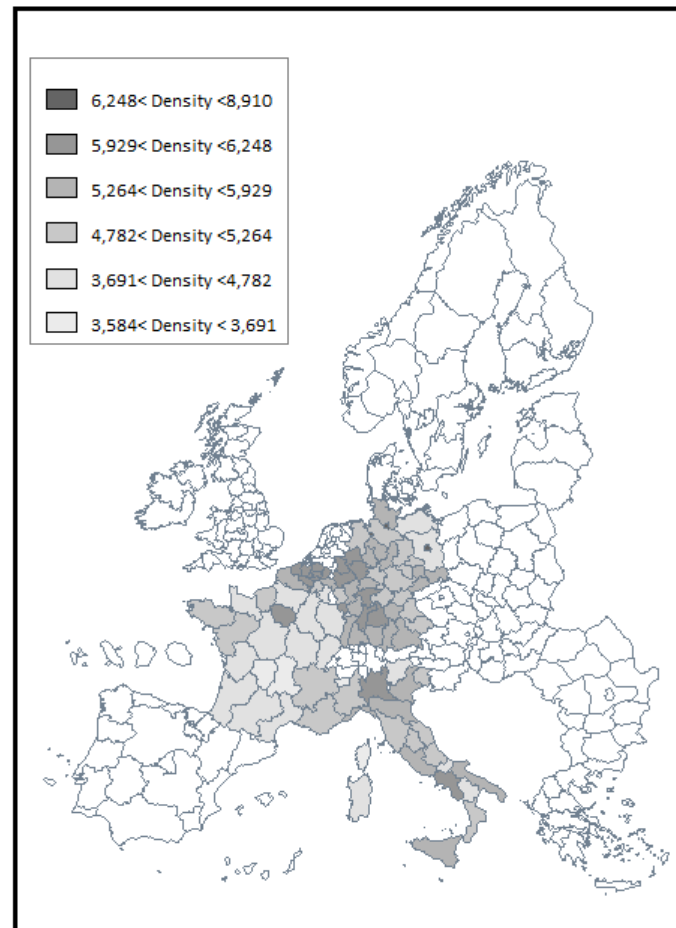 6,248< Density <8,910
5,929< Density <6,248
5,264< Density <5,929
4,782< Density <5,264
3,691< Density <4,782
3,584< Density < 3,691